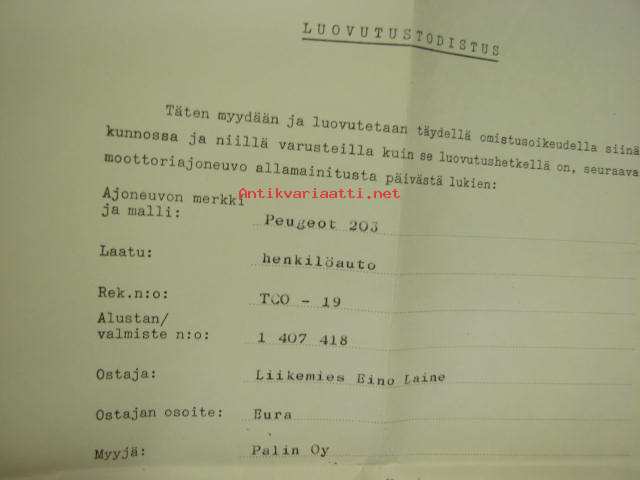 LUOVUTUSTODISTUS
Täten myydään ja luovutetaan täydellä omistusoikeudella siinä
kunnossa ja niillä varusteilla kuin se luovutushetkellä on, seuraava
moottoriajoneuvo allamainitusta päivästä lukien:
Antikvariaatti.net
Ajoneuvon merkki
ja malli: Peugeot 203
Laatu: henkilöauto
Rek.n:o: TCO - 19
Alustan/
valmiste n:o: 1 407 418
Ostaja: Liikemies Eino Laine
Ostajan osoite: Eura
Myyjä: Palin Oy